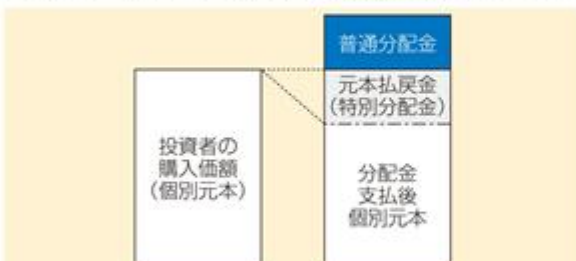 普通分配金
元本払戻金
(特別分配金)
投資者の
購入価額
(個別元本)
分配金
支払後
個別元本